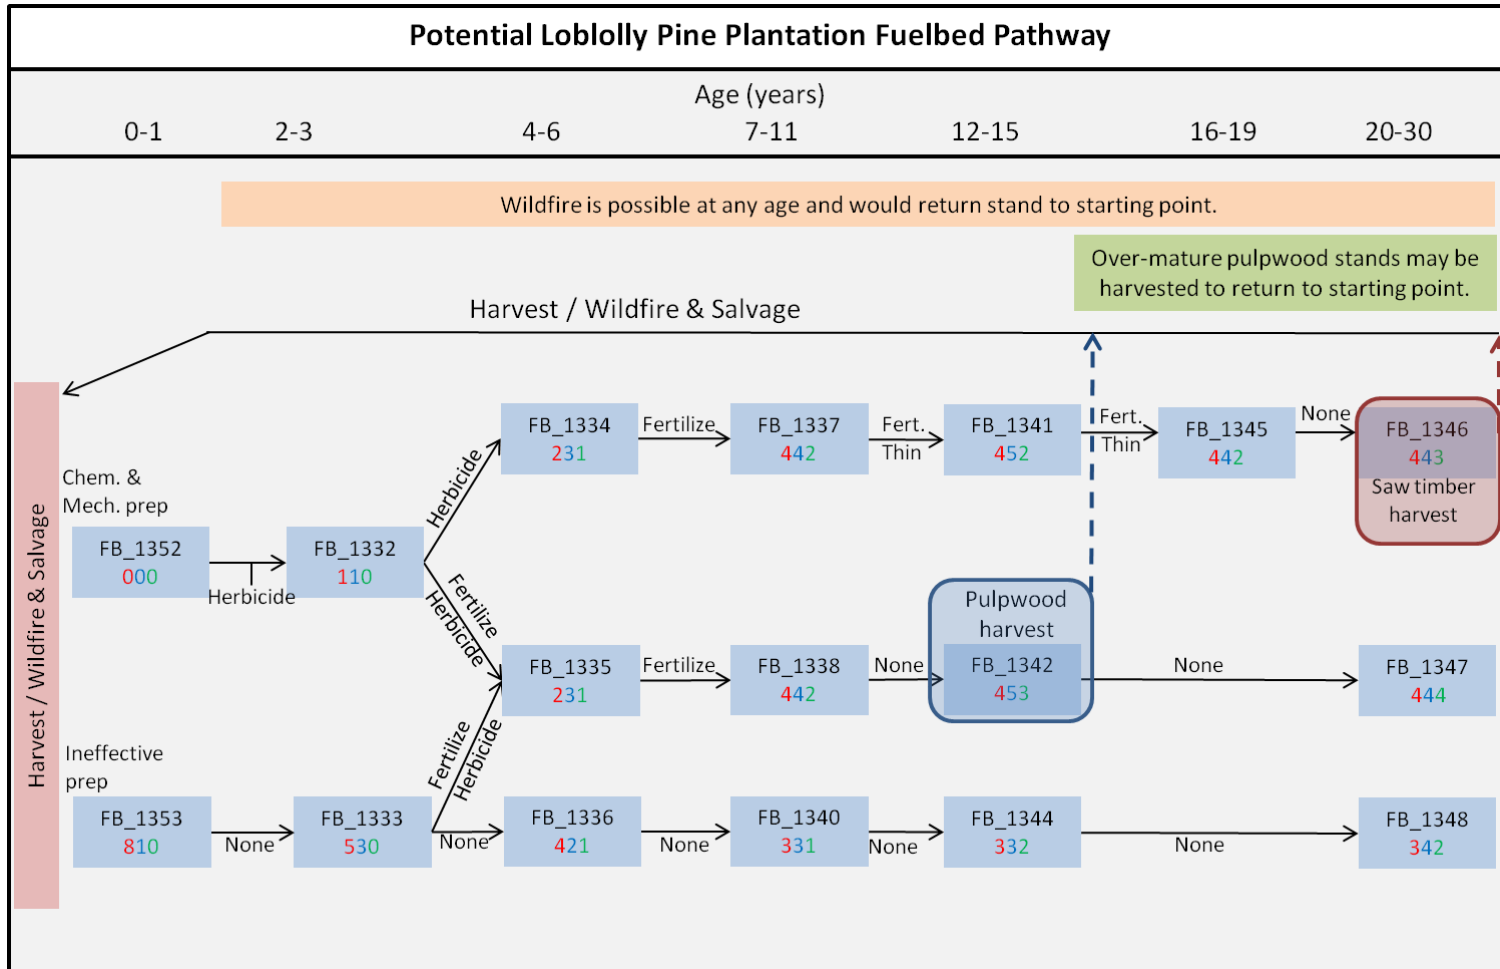 Potential Loblolly Pine Plantation Fuelbed Pathway
Age (years)
0-1 2-3 4-6 7-11 12-15 16-19 20-30
Wildfire is possible at any age and would return stand to starting point.
Over-mature pulpwood stands may be
harvested to return to starting point.
Harvest / Wildfire & Salvage
Harvest / Wildfire & Salvage
FB_1334
231
Fertilize
FB_1337
442
Fert.
Thin
FB_1341
452
Fert.
Thin
FB_1345
442
None
FB_1346
443
Saw timber
harvest
Chem. &
Mech. prep
FB_1352
000
Herbicide
FB_1332
110
Herbicide
Fertilize
Herbicide
Pulpwood
harvest
FB_1335
231
Fertilize
FB_1338
442
None
FB_1342
453
None
FB_1347
444
Fertilize
Herbicide
Ineffective
prep
FB_1353
810
None
FB_1333
530
None
FB_1336
421
None
FB_1340
331
None
FB_1344
332
None
FB_1348
342